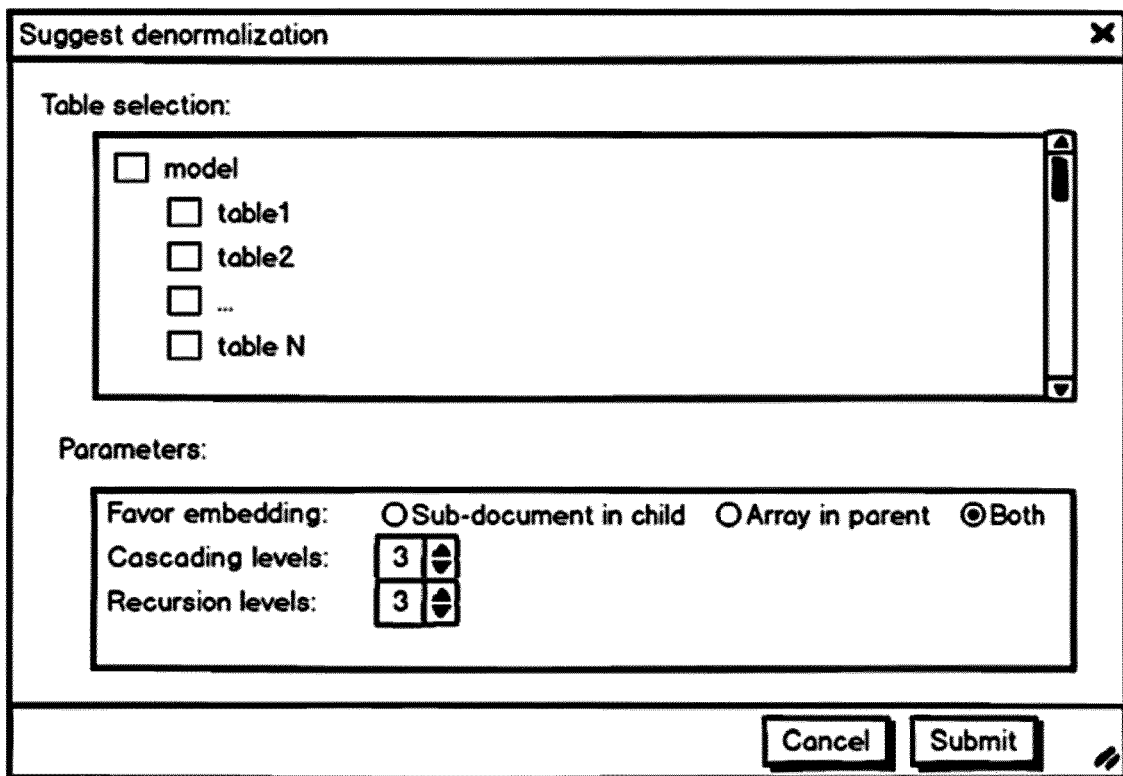 Suggest denormalization
Table selection:
model
table1
table2
...
table N
Parameters:
Favor embedding: Sub-document in child Array in parent Both
Cascading levels: 3
Recursion levels: 3
Cancel Submit